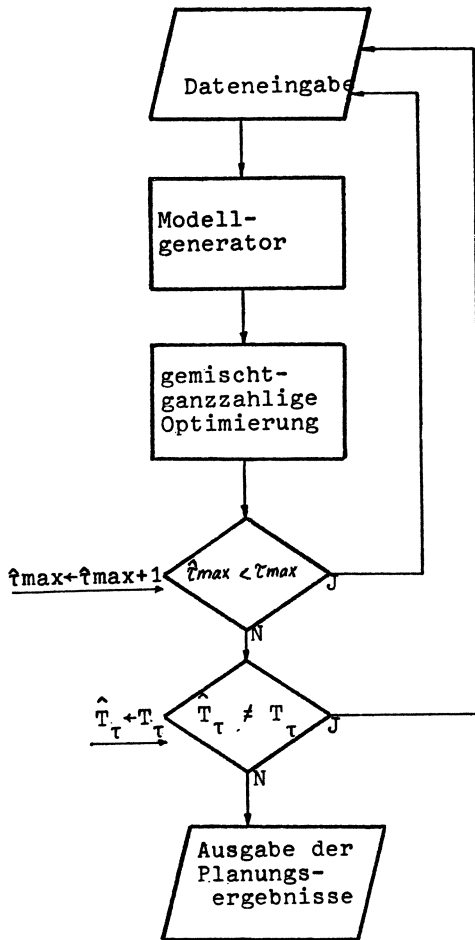 Dateneingabe
Modell-
generator
gemischt-
ganzzahlige
Optimierung
τ̂max←τ̂max+1
τ̂max < τmax
J
N
T̂τ←Tτ
T̂τ ≠ Tτ
J
N
Ausgabe der
Planungs-
ergebnisse